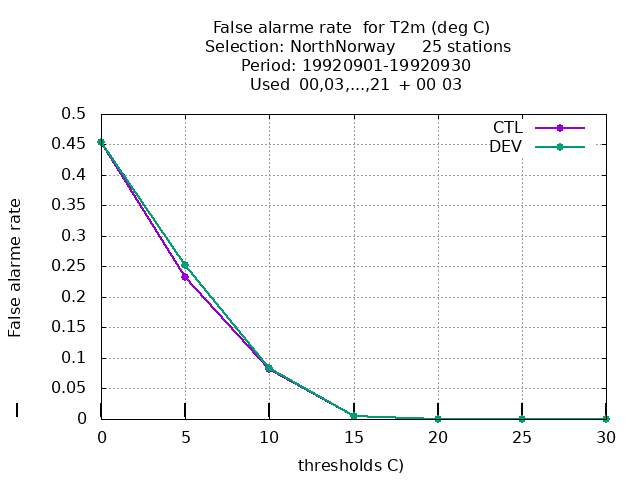 False alarme rate  for T2m (deg C)
Selection: NorthNorway     25 stations
Period: 19920901-19920930
Used  00,03,...,21  + 00 03
CTL
DEV
0.5
0.45
0.4
0.35
0.3
0.25
0.2
0.15
0.1
0.05
0
False alarme rate
0 5 10 15 20 25 30
thresholds C)